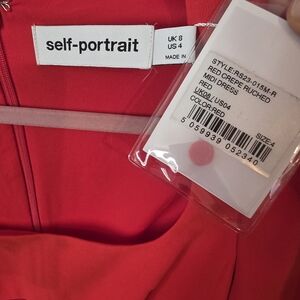 self-portrait
UK 8
US 4
MADE IN
STYLE:RS23-015M-R
RED CREPE RUCHED
MIDI DRESS
RED
UK08 / US04
COLOR:RED
SIZE:4
5 059939 052340